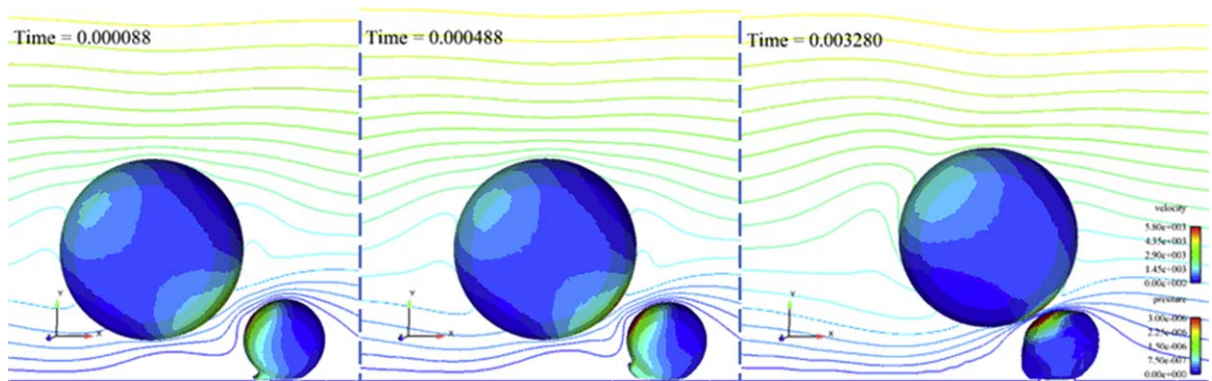 Time = 0.000088
Time = 0.000488
Time = 0.003280
velocity
5.80e+003
4.35e+003
2.90e+003
1.45e+003
0.00e+000
pressure
3.00e-006
2.25e-006
1.50e-006
7.50e-007
0.00e+000
Y
X
Y
X
Y
X